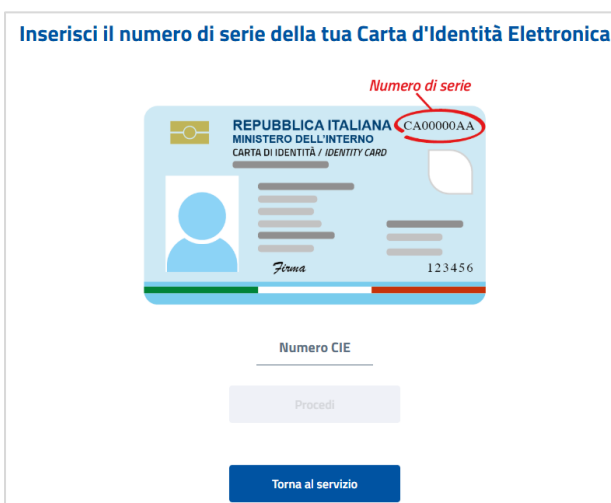 Inserisci il numero di serie della tua Carta d'Identità Elettronica
Numero di serie
REPUBBLICA ITALIANA CA00000AA
MINISTERO DELL'INTERNO
CARTA DI IDENTITÀ / IDENTITY CARD
Firma 123456
Numero CIE
Procedi
Torna al servizio